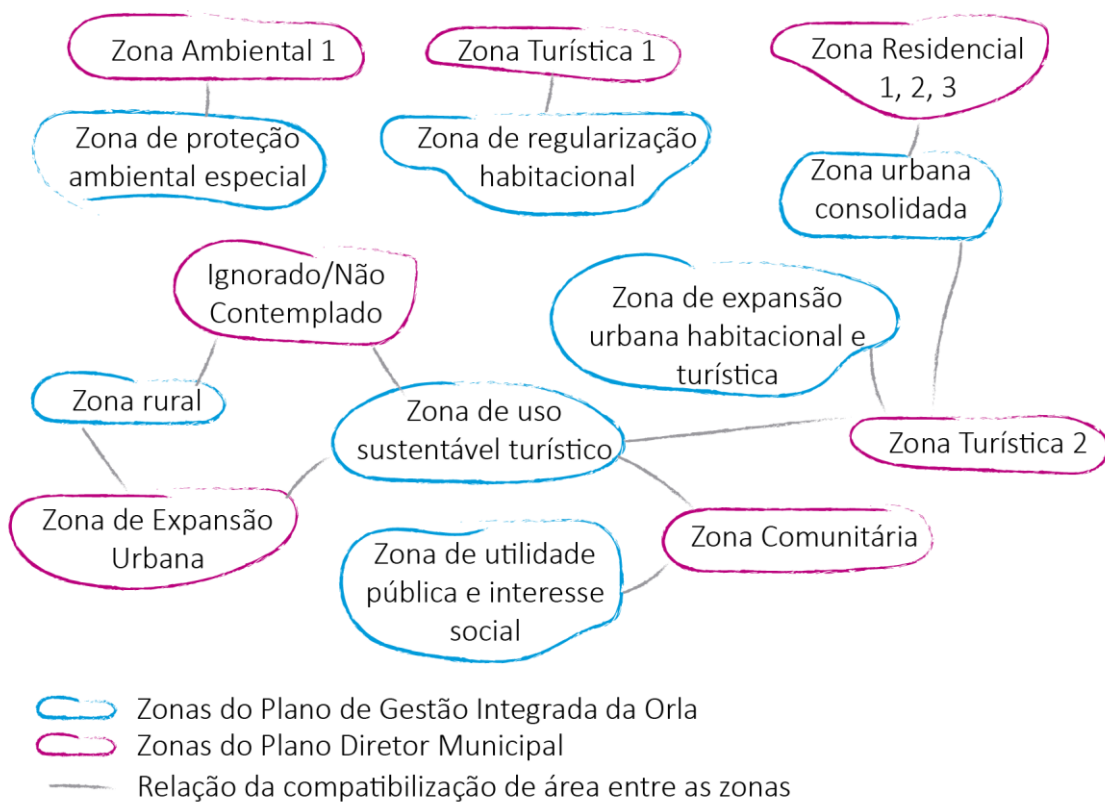 Zona Ambiental 1
Zona Turística 1
Zona Residencial
1, 2, 3
Zona de proteção
ambiental especial
Zona de regularização
habitacional
Zona urbana
consolidada
Ignorado/Não
Contemplado
Zona de expansão
urbana habitacional e
turística
Zona rural
Zona de uso
sustentável turístico
Zona Turística 2
Zona de Expansão
Urbana
Zona de utilidade
pública e interesse
social
Zona Comunitária
Zonas do Plano de Gestão Integrada da Orla
Zonas do Plano Diretor Municipal
Relação da compatibilização de área entre as zonas